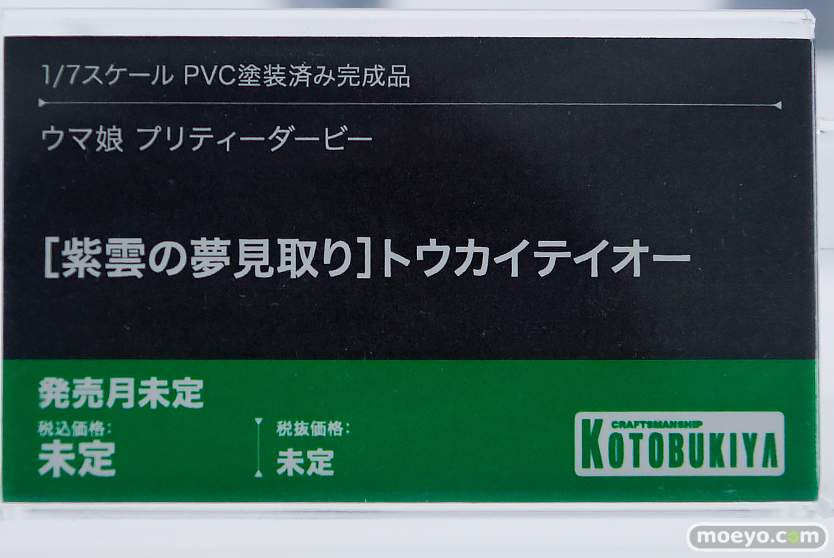 1/7スケール PVC塗装済み完成品
ウマ娘 プリティーダービー
[紫雲の夢見取り]トウカイテイオー
発売月未定
税込価格:
未定
税抜価格:
未定
CRAFTSMANSHIP
KOTOBUKIYA
moeyo.com